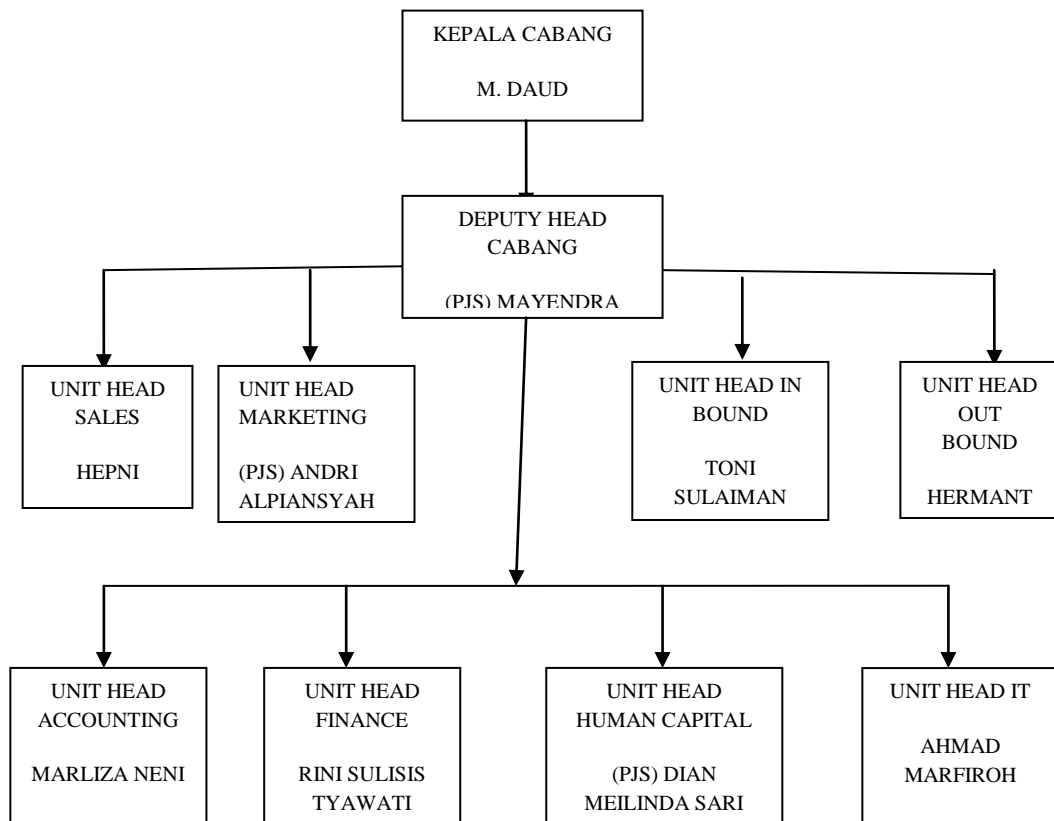 KEPALA CABANG
M. DAUD
DEPUTY HEAD
CABANG
(PJS) MAYENDRA
UNIT HEAD
SALES
HEPNI
UNIT HEAD
MARKETING
(PJS) ANDRI
ALPIANSYAH
UNIT HEAD IN
BOUND
TONI
SULAIMAN
UNIT HEAD
OUT
BOUND
HERMANT
UNIT HEAD
ACCOUNTING
MARLIZA NENI
UNIT HEAD
FINANCE
RINI SULISIS
TYAWATI
UNIT HEAD
HUMAN CAPITAL
(PJS) DIAN
MEILINDA SARI
UNIT HEAD IT
AHMAD
MARFIROH